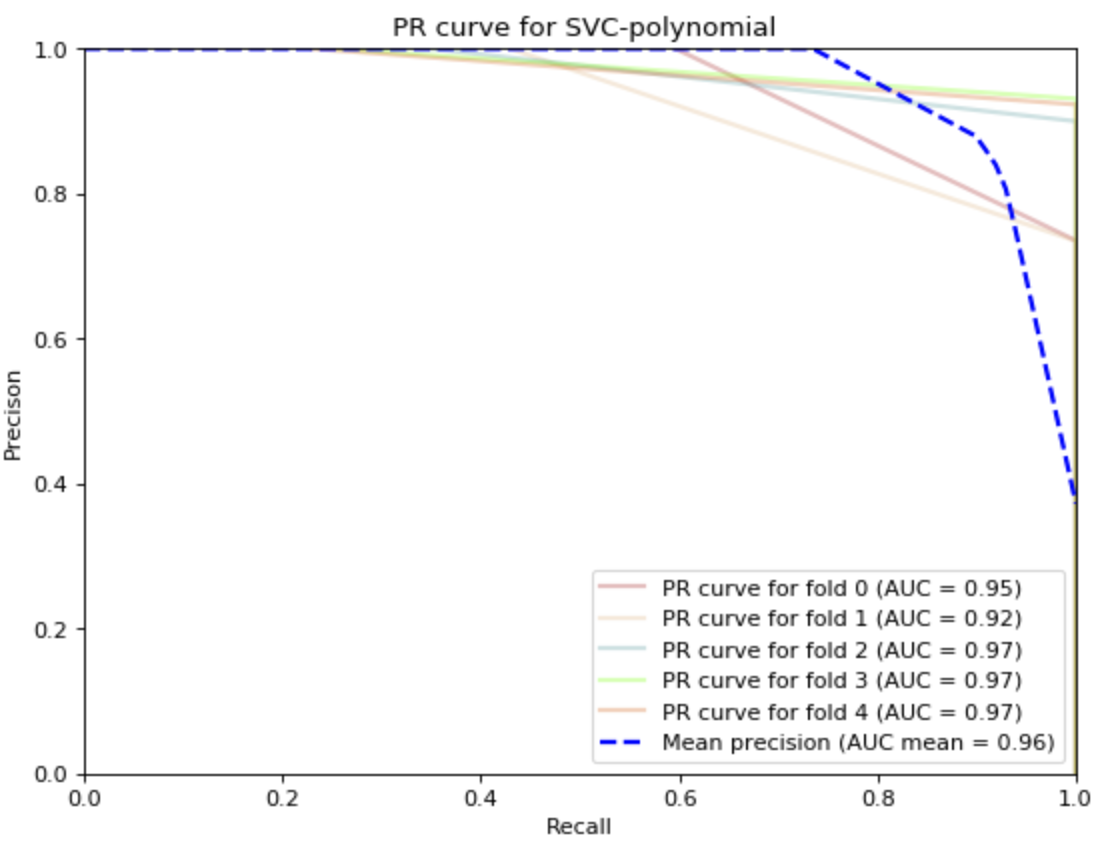 PR curve for SVC-polynomial
1.0
0.8
0.6
0.4
0.2
0.0
Precison
0.0 0.2 0.4 0.6 0.8 1.0
Recall
PR curve for fold 0 (AUC = 0.95)
PR curve for fold 1 (AUC = 0.92)
PR curve for fold 2 (AUC = 0.97)
PR curve for fold 3 (AUC = 0.97)
PR curve for fold 4 (AUC = 0.97)
Mean precision (AUC mean = 0.96)